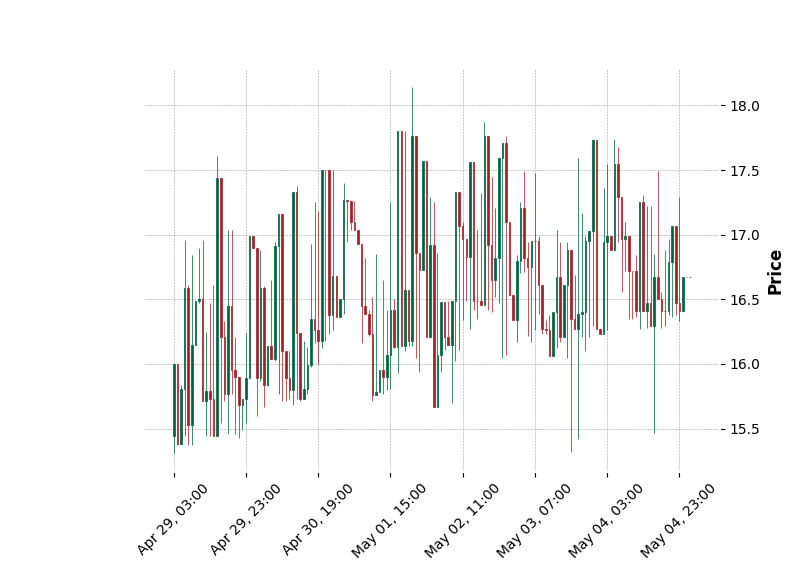 18.0
17.5
17.0
16.5
16.0
15.5
Price
Apr 29, 03:00
Apr 29, 23:00
Apr 30, 19:00
May 01, 15:00
May 02, 11:00
May 03, 07:00
May 04, 03:00
May 04, 23:00